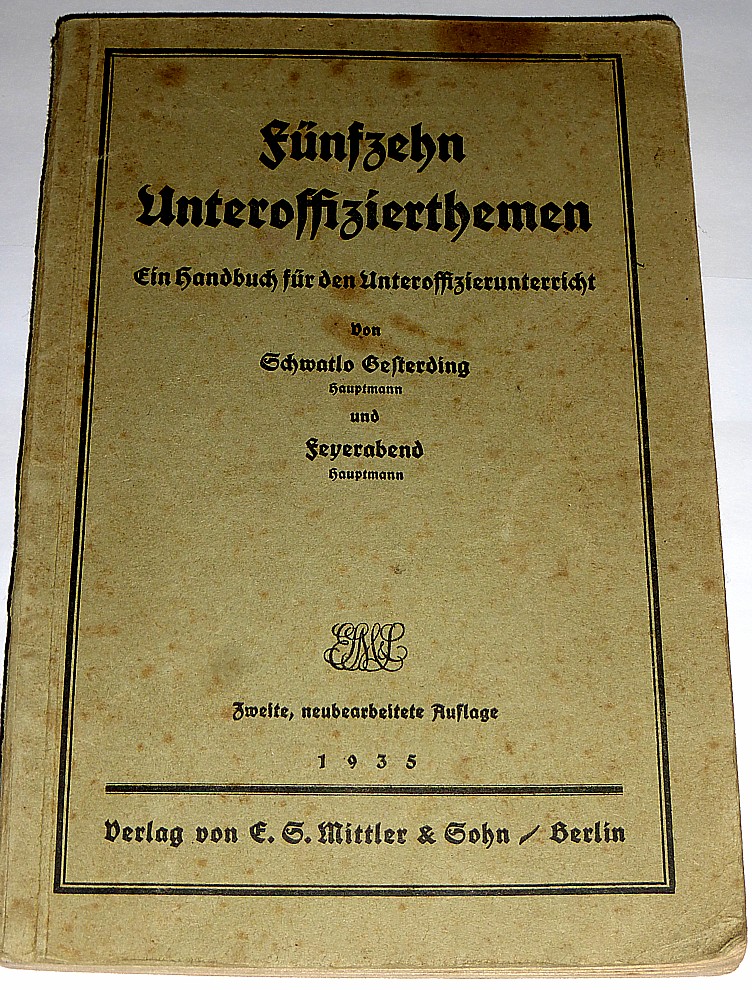 Fünfzehn
Unteroffizierthemen
Ein Handbuch für den Unteroffizierunterricht
Von
Schwatlo Gesterding
Hauptmann
und
Feyerabend
Hauptmann
Zweite, neubearbeitete Auflage
1935
Verlag von E. S. Mittler & Sohn / Berlin